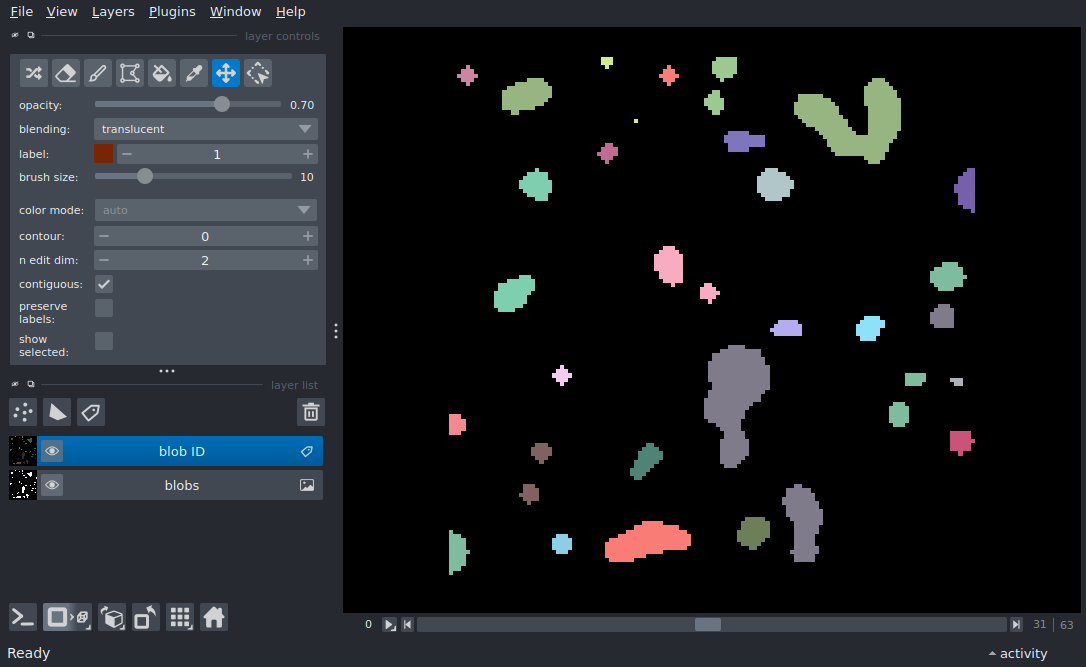 File View Layers Plugins Window Help
layer controls
opacity: 0.70
blending: translucent
label: 1
brush size: 10
color mode: auto
contour: 0
n edit dim: 2
contiguous:
preserve
labels:
show
selected:
layer list
blob ID
blobs
0 31 63
Ready activity